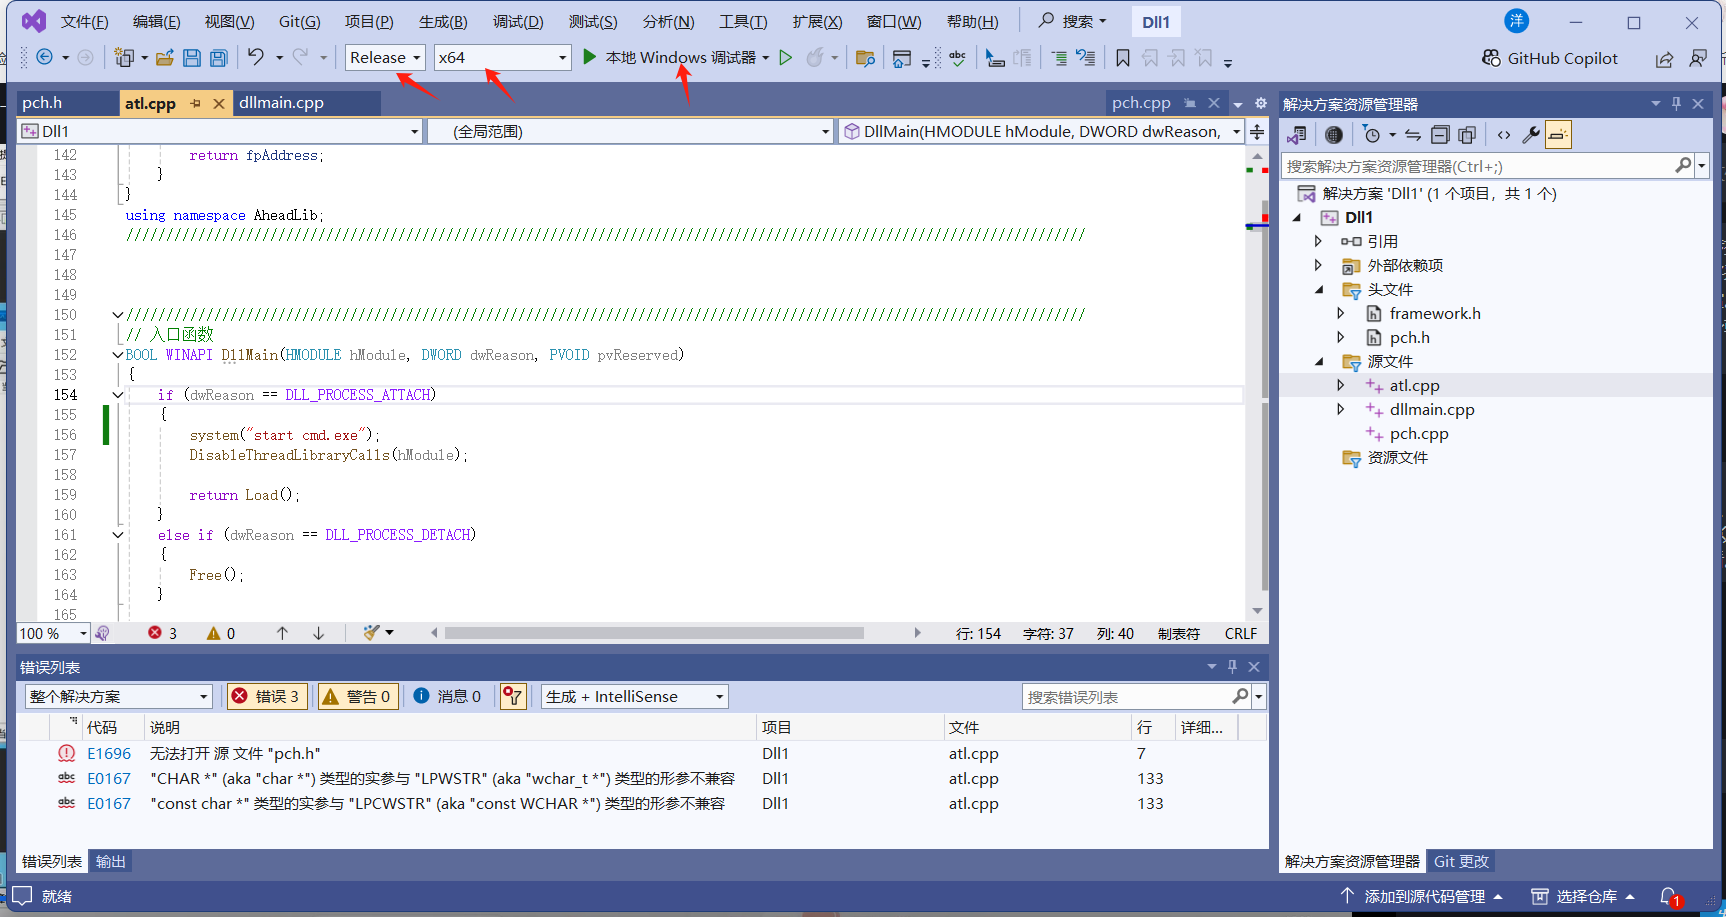 文件(F) 编辑(E) 视图(V) Git(G) 项目(P) 生成(B) 调试(D) 测试(S) 分析(N) 工具(T) 扩展(X) 窗口(W) 帮助(H) 搜索 Dll1 洋
Release x64 本地 Windows 调试器 GitHub Copilot
pch.h atl.cpp dllmain.cpp pch.cpp
Dll1 (全局范围) DllMain(HMODULE hModule, DWORD dwReason,
142 return fpAddress;
143 }
144 }
145 using namespace AheadLib;
146 ////////////////////////////////////////////////////////////////////////////////////////////////////////////////////////
147
148
149
150 ////////////////////////////////////////////////////////////////////////////////////////////////////////////////////////
151 // 入口函数
152 BOOL WINAPI DllMain(HMODULE hModule, DWORD dwReason, PVOID pvReserved)
153 {
154 if (dwReason == DLL_PROCESS_ATTACH)
155 {
156 system("start cmd.exe");
157 DisableThreadLibraryCalls(hModule);
158
159 return Load();
160 }
161 else if (dwReason == DLL_PROCESS_DETACH)
162 {
163 Free();
164 }
165
100 % 3 0 行: 154 字符: 37 列: 40 制表符 CRLF
错误列表
整个解决方案 错误 3 警告 0 消息 0 生成 + IntelliSense 搜索错误列表
代码 说明 项目 文件 行 详细...
E1696 无法打开 源 文件 "pch.h" Dll1 atl.cpp 7
abc E0167 "CHAR *" (aka "char *") 类型的实参与 "LPWSTR" (aka "wchar_t *") 类型的形参不兼容 Dll1 atl.cpp 133
abc E0167 "const char *" 类型的实参与 "LPCWSTR" (aka "const WCHAR *") 类型的形参不兼容 Dll1 atl.cpp 133
错误列表 输出
解决方案资源管理器
搜索解决方案资源管理器(Ctrl+;)
解决方案 'Dll1' (1 个项目，共 1 个)
Dll1
引用
外部依赖项
头文件
framework.h
pch.h
源文件
atl.cpp
dllmain.cpp
pch.cpp
资源文件
解决方案资源管理器 Git 更改
就绪 添加到源代码管理 选择仓库 1